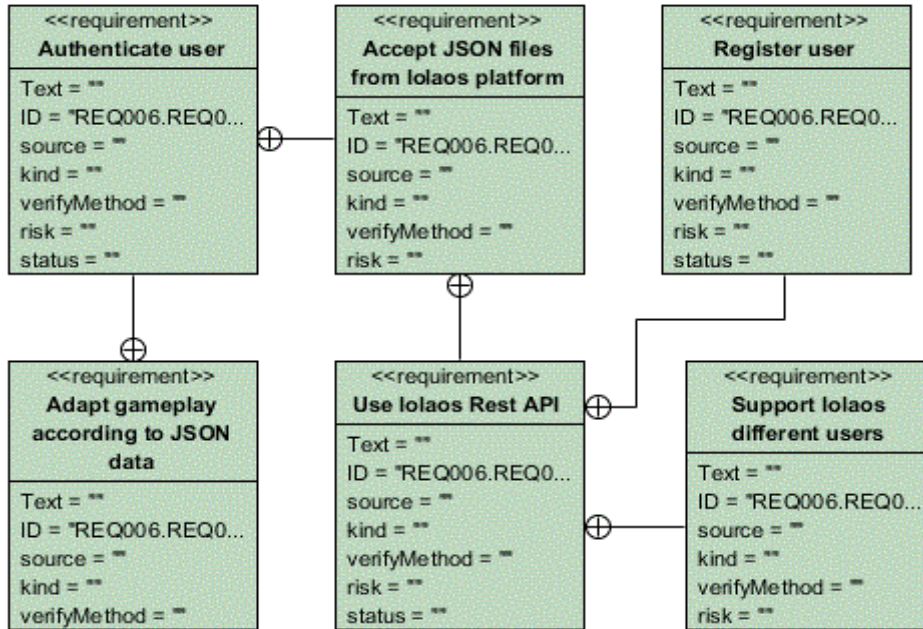 <<requirement>>
Authenticate user
Text = ""
ID = "REQ006.REQ0...
source = ""
kind = ""
verifyMethod = ""
risk = ""
status = ""
<<requirement>>
Accept JSON files
from Iolaos platform
Text = ""
ID = "REQ006.REQ0...
source = ""
kind = ""
verifyMethod = ""
risk = ""
<<requirement>>
Register user
Text = ""
ID = "REQ006.REQ0...
source = ""
kind = ""
verifyMethod = ""
risk = ""
status = ""
<<requirement>>
Adapt gameplay
according to JSON
data
Text = ""
ID = "REQ006.REQ0...
source = ""
kind = ""
verifyMethod = ""
<<requirement>>
Use Iolaos Rest API
Text = ""
ID = "REQ006.REQ0...
source = ""
kind = ""
verifyMethod = ""
risk = ""
status = ""
<<requirement>>
Support Iolaos
different users
Text = ""
ID = "REQ006.REQ0...
source = ""
kind = ""
verifyMethod = ""
risk = ""